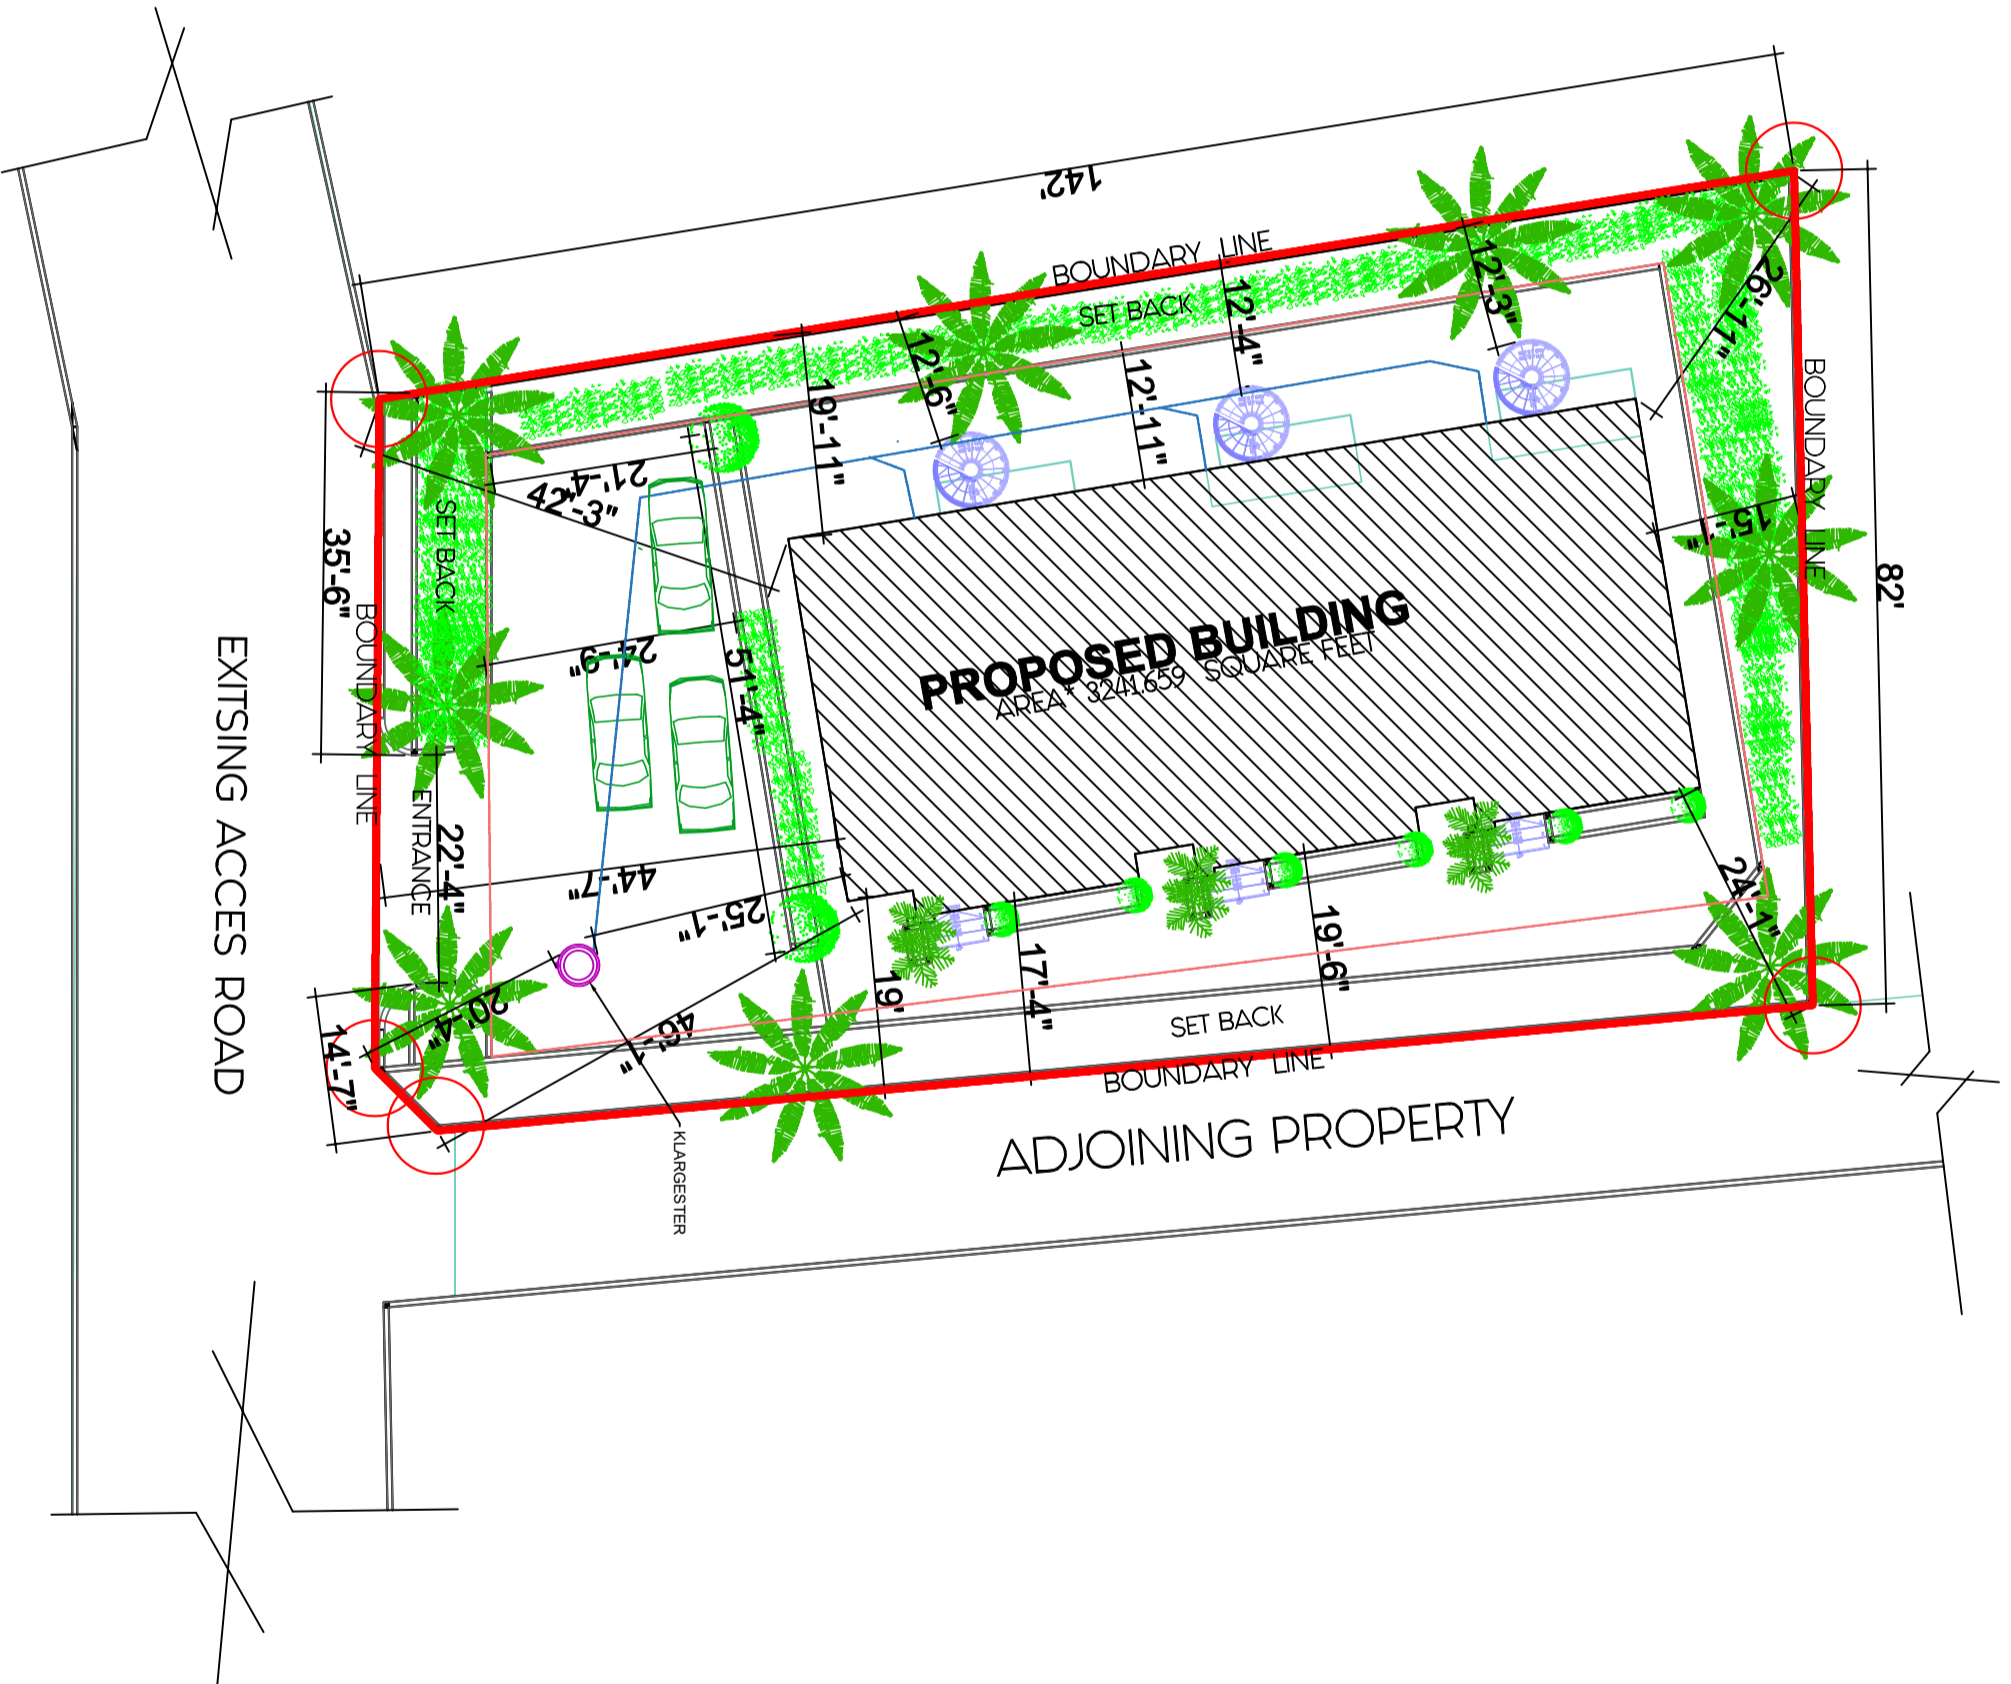 142'
BOUNDARY LINE
SET BACK
12'-3"
26'-11"
12'-4"
12'-6"
12'-11"
19'-11"
21'-4"
42'-3"
SET BACK
35'-6"
BOUNDARY LINE
15'-1"
BOUNDARY LINE
82'
PROPOSED BUILDING
AREA* 3241.659 SQUARE FEET
24'-9"
51'-4"
EXITSING ACCES ROAD
ENTRANCE
22'-4"
44'-7"
25'-1"
24'-1"
19'-6"
17'-4"
19'
20'-4"
46'-1"
14'-7"
SET BACK
BOUNDARY LINE
ADJOINING PROPERTY
KLARGESTER